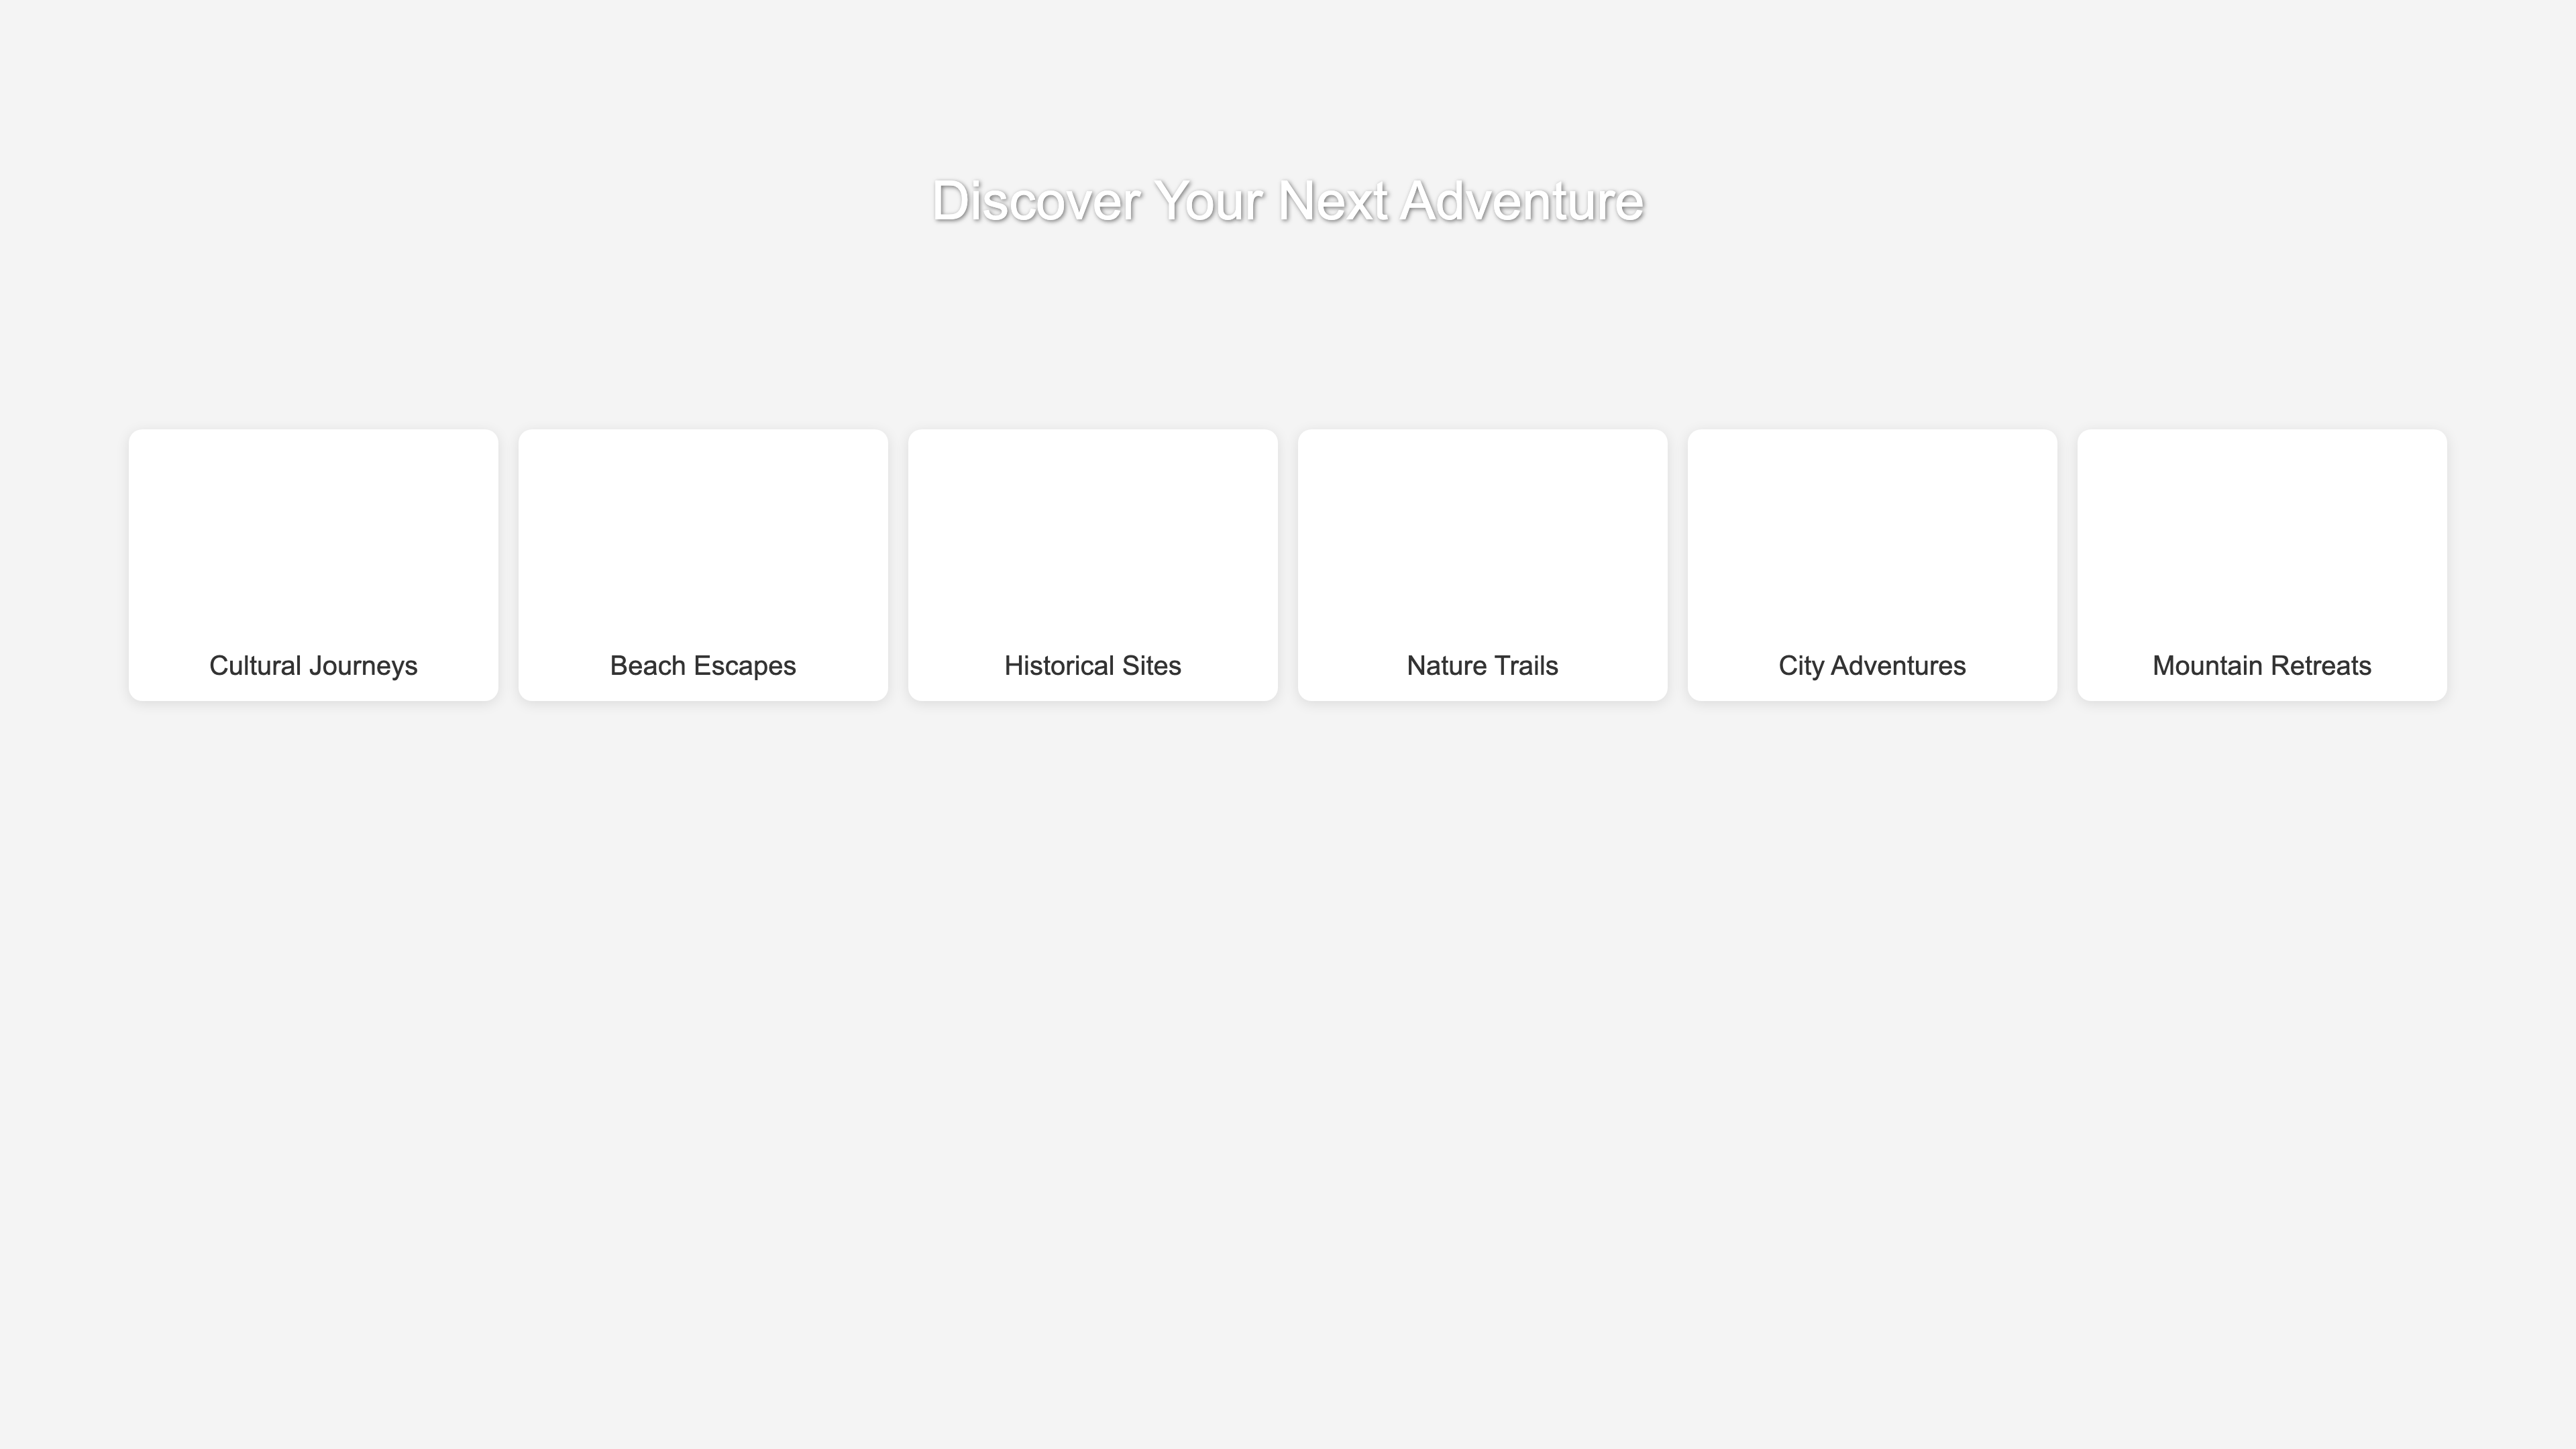 Discover Your Next Adventure
Cultural Journeys
Beach Escapes
Historical Sites
Nature Trails
City Adventures
Mountain Retreats